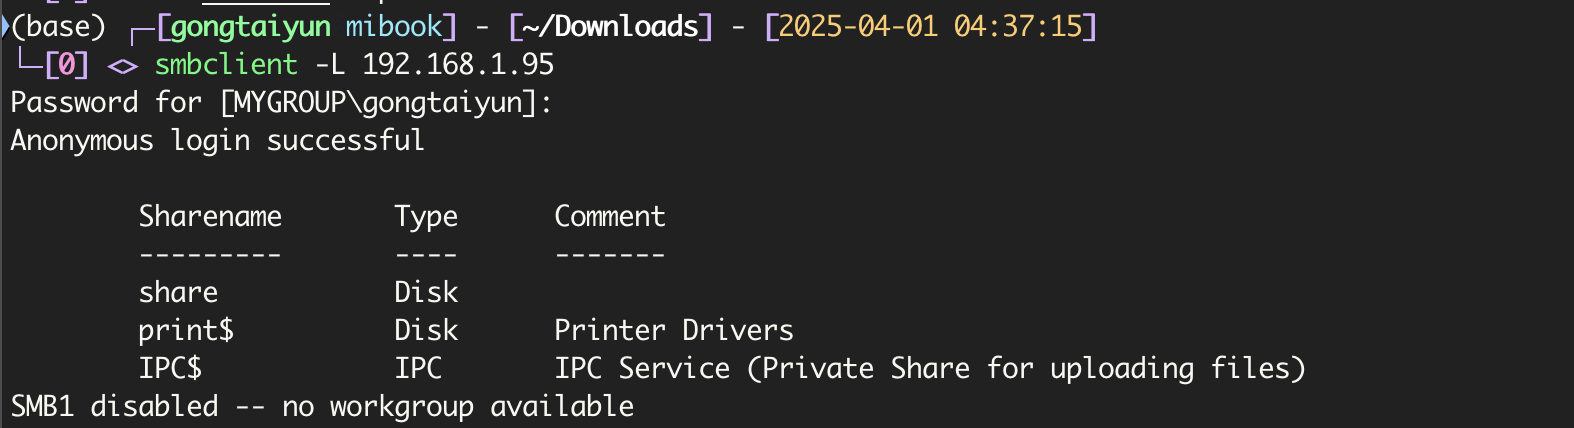 (base) ┌─[gongtaiyun mibook] - [~/Downloads] - [2025-04-01 04:37:15]
└─[0] <> smbclient -L 192.168.1.95
Password for [MYGROUP\gongtaiyun]:
Anonymous login successful
Sharename Type Comment
--------- ---- -------
share Disk
print$ Disk Printer Drivers
IPC$ IPC IPC Service (Private Share for uploading files)
SMB1 disabled -- no workgroup available